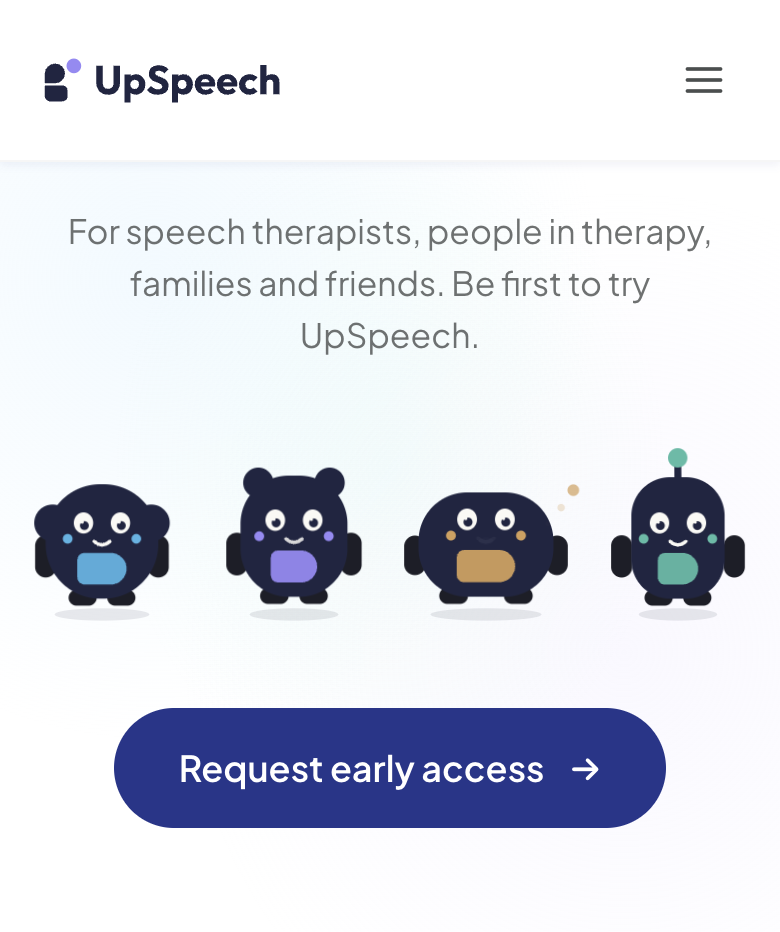 UpSpeech
For speech therapists, people in therapy,
families and friends. Be first to try
UpSpeech.
Request early access →